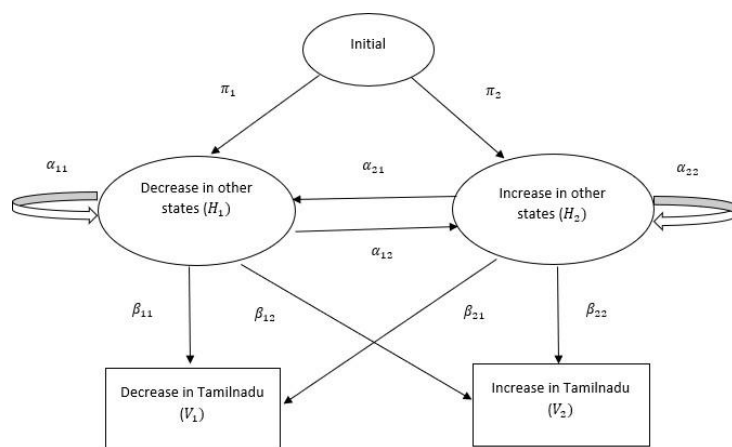 Initial
π₁
π₂
α₁₁
α₂₁
α₂₂
Decrease in other
states (H₁)
Increase in other
states (H₂)
α₁₂
β₁₁
β₁₂
β₂₁
β₂₂
Decrease in Tamilnadu
(V₁)
Increase in Tamilnadu
(V₂)